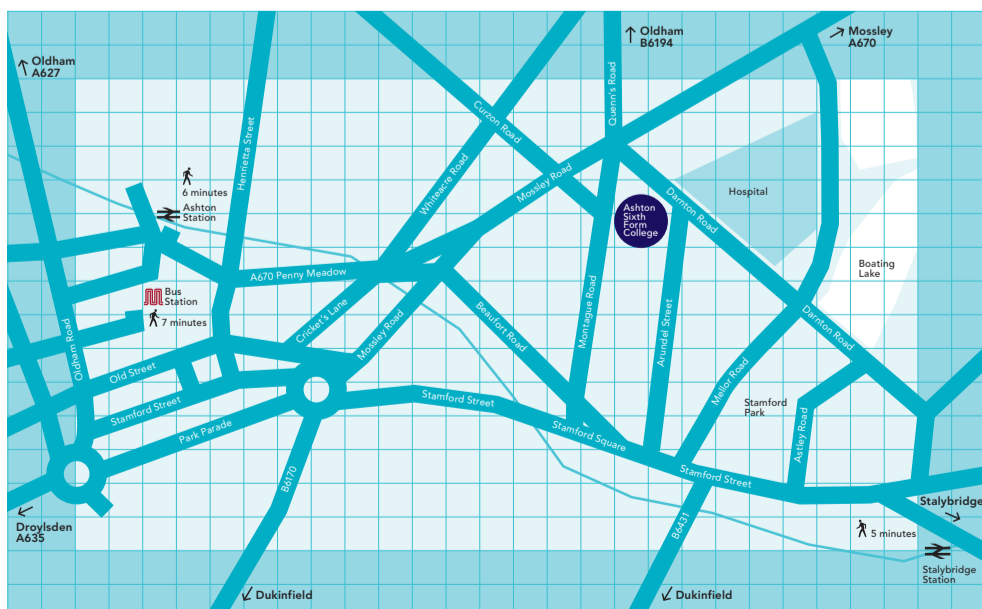 Oldham
A627
Oldham
B6194
Mossley
A670
Quenn's Road
Curzon Road
Henrietta Street
Whiteacre Road
Mossley Road
6 minutes
Ashton
Station
Hospital
Darnton Road
Ashton
Sixth
Form
College
A670 Penny Meadow
Boating
Lake
Bus
Station
7 minutes
Cricket's Lane
Mossley Road
Beaufort Road
Montague Road
Arundel Street
Darnton Road
Oldham Road
Old Street
Mellor Road
Stamford Street
Stamford Street
Stamford
Park
Park Parade
Stamford Square
Astley Road
B6170
Stamford Street
Stalybridge
Droylsden
A635
B6431
5 minutes
Stalybridge
Station
Dukinfield
Dukinfield